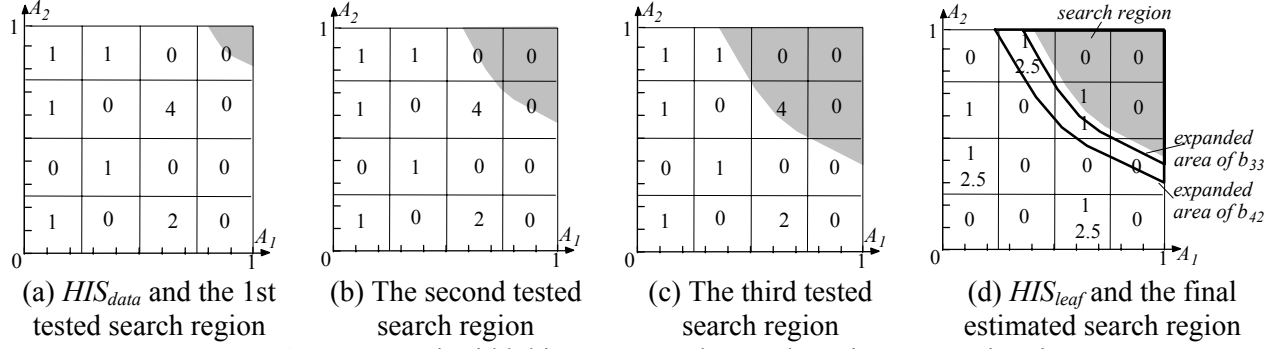 A2
1
1 1 0 0
1 0 4 0
0 1 0 0
1 0 2 0
0
1
A1
(a) HISdata and the 1st
tested search region
A2
1
1 1 0 0
1 0 4 0
0 1 0 0
1 0 2 0
0
1
A1
(b) The second tested
search region
A2
1
1 1 0 0
1 0 4 0
0 1 0 0
1 0 2 0
0
1
A1
(c) The third tested
search region
search region
A2
1
0 1 2.5 0 0
1 0 1 1 0
1 2.5 0 0 0
0 0 1 2.5 0
0
1
A1
expanded
area of b33
expanded
area of b42
(d) HISleaf and the final
estimated search region